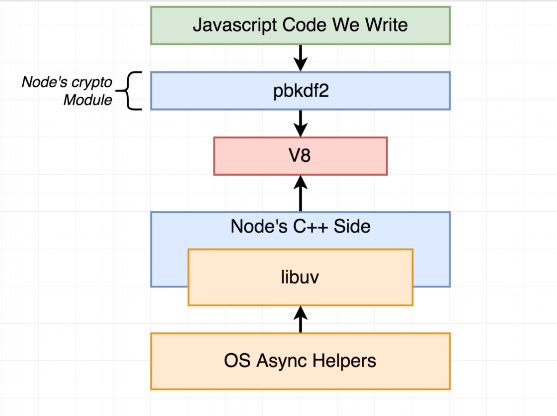 Javascript Code We Write
Node's crypto
Module
pbkdf2
V8
Node's C++ Side
libuv
OS Async Helpers